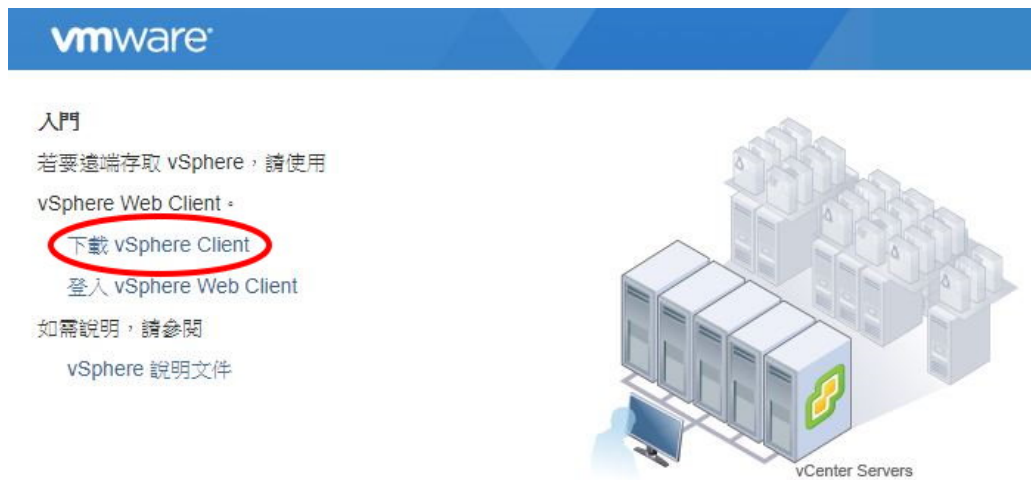 vmware
入門
若要遠端存取 vSphere，請使用
vSphere Web Client。
下載 vSphere Client
登入 vSphere Web Client
如需說明，請參閱
vSphere 說明文件
vCenter Servers